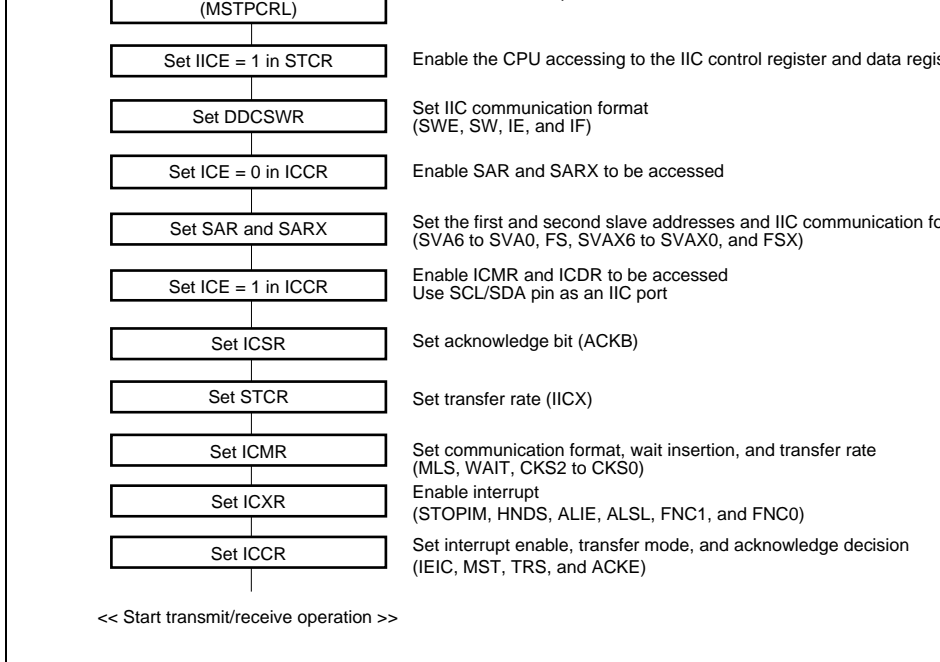 (MSTPCRL)
Set IICE = 1 in STCR
Enable the CPU accessing to the IIC control register and data
Set DDCSWR
Set IIC communication format
(SWE, SW, IE, and IF)
Set ICE = 0 in ICCR
Enable SAR and SARX to be accessed
Set SAR and SARX
Set the first and second slave addresses and IIC communication
(SVA6 to SVA0, FS, SVAX6 to SVAX0, and FSX)
Set ICE = 1 in ICCR
Enable ICMR and ICDR to be accessed
Use SCL/SDA pin as an IIC port
Set ICSR
Set acknowledge bit (ACKB)
Set STCR
Set transfer rate (IICX)
Set ICMR
Set communication format, wait insertion, and transfer rate
(MLS, WAIT, CKS2 to CKS0)
Set ICXR
Enable interrupt
(STOPIM, HNDS, ALIE, ALSL, FNC1, and FNC0)
Set ICCR
Set interrupt enable, transfer mode, and acknowledge decision
(IEIC, MST, TRS, and ACKE)
<< Start transmit/receive operation >>